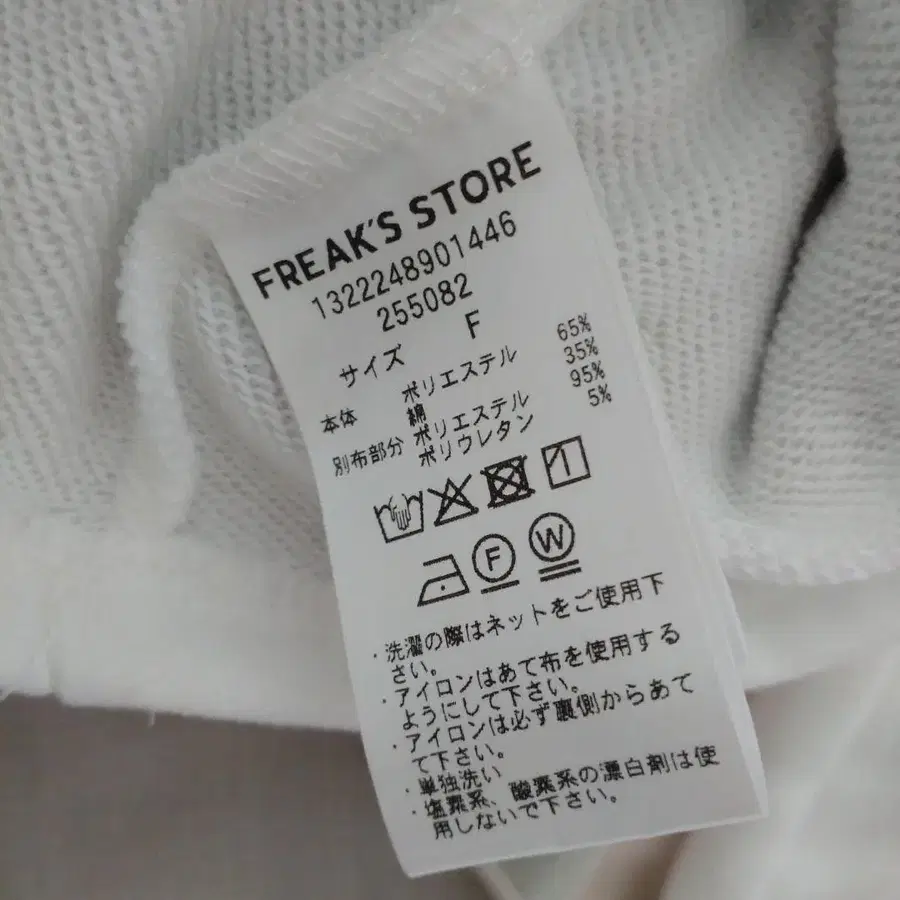 FREAK'S STORE
1322248901446
255082
サイズ F
本体 ポリエステル 65%
綿 35%
別布部分 ポリエステル 95%
ポリウレタン 5%
F W
・洗濯の際はネットをご使用下
さい。
・アイロンはあて布を使用する
ようにして下さい。
・アイロンは必ず裏側からあて
て下さい。
・単独洗い
・塩素系、酸素系の漂白剤は使
用しないで下さい。